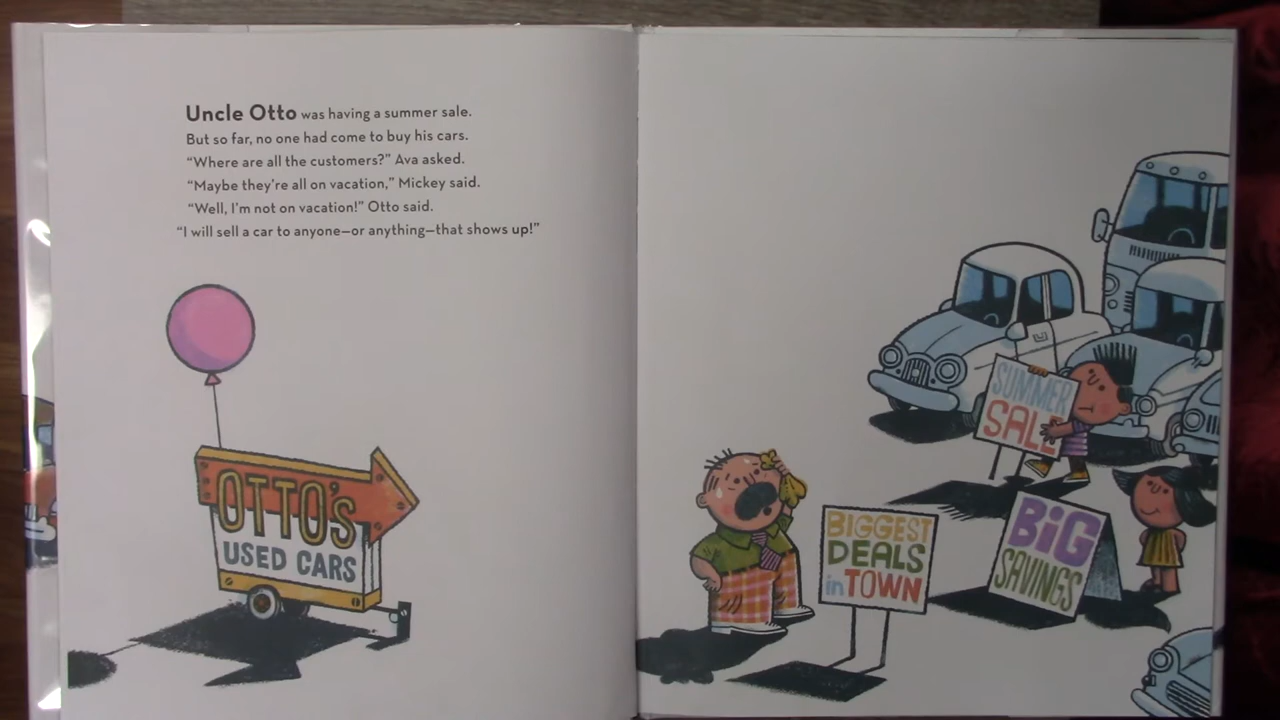 Uncle Otto was having a summer sale.
But so far, no one had come to buy his cars.
“Where are all the customers?” Ava asked.
“Maybe they’re all on vacation,” Mickey said.
“Well, I’m not on vacation!” Otto said.
“I will sell a car to anyone—or anything—that shows up!”
OTTO'S
USED CARS
SUMMER
SALE
BIGGEST
DEALS
in TOWN
BiG
SAVINGS